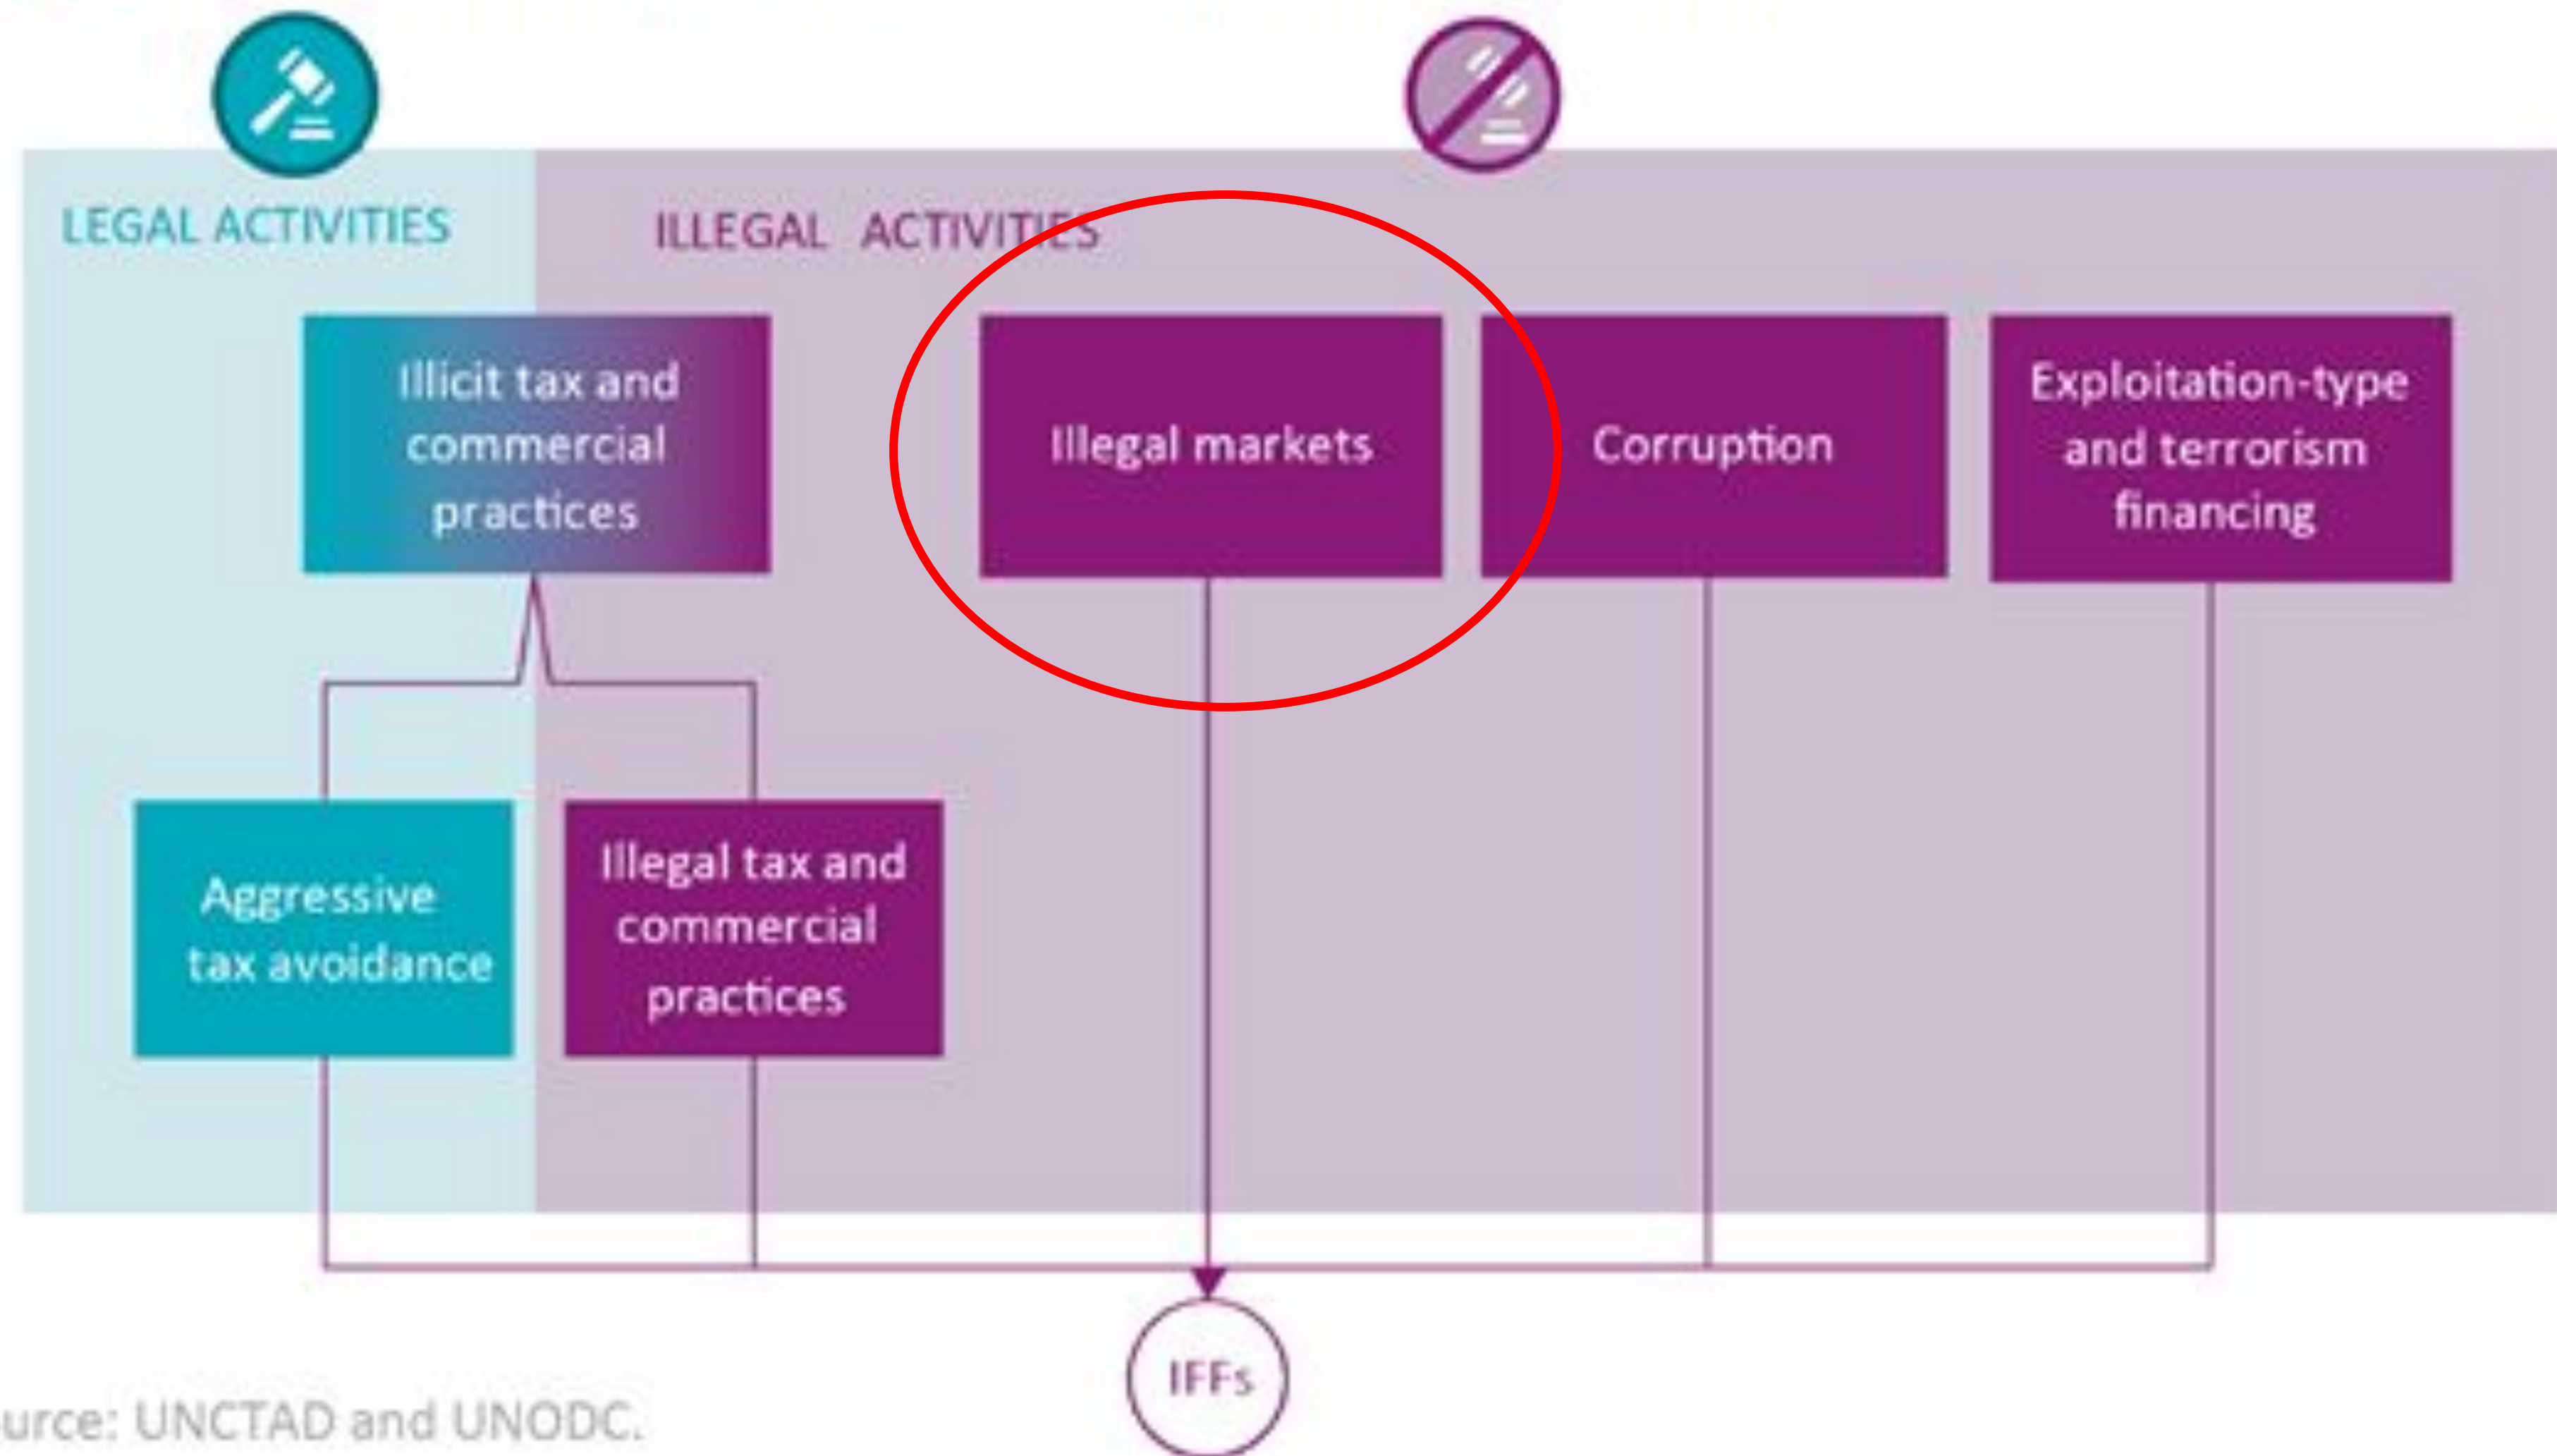 LEGAL ACTIVITIES
ILLEGAL ACTIVITIES
Illicit tax and
commercial
practices
Illegal markets
Corruption
Exploitation-type
and terrorism
financing
Aggressive
tax avoidance
Illegal tax and
commercial
practices
IFFs
urce: UNCTAD and UNODC.